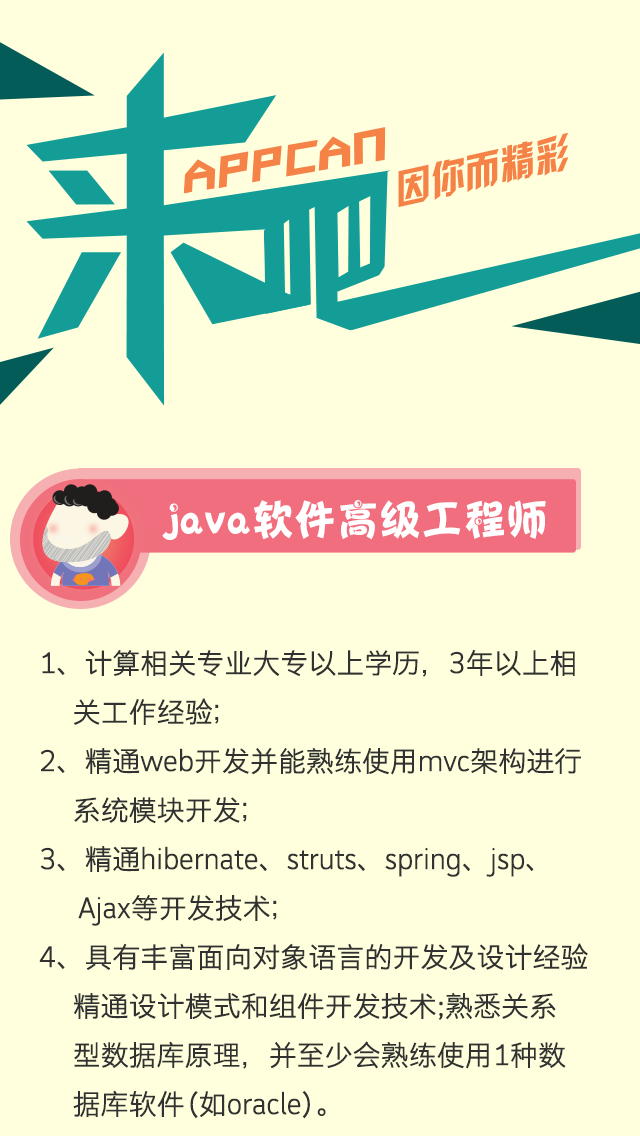 来吧
APPCAN
因你而精彩
java软件高级工程师
1、计算相关专业大专以上学历，3年以上相
关工作经验;
2、精通web开发并能熟练使用mvc架构进行
系统模块开发;
3、精通hibernate、struts、spring、jsp、
Ajax等开发技术;
4、具有丰富面向对象语言的开发及设计经验
精通设计模式和组件开发技术;熟悉关系
型数据库原理，并至少会熟练使用1种数
据库软件(如oracle)。